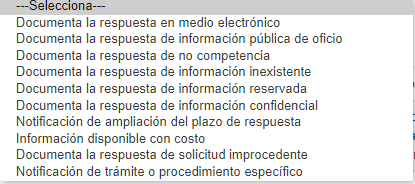 ---Selecciona---
Documenta la respuesta en medio electrónico
Documenta la respuesta de información pública de oficio
Documenta la respuesta de no competencia
Documenta la respuesta de información inexistente
Documenta la respuesta de información reservada
Documenta la respuesta de información confidencial
Notificación de ampliación del plazo de respuesta
Información disponible con costo
Documenta la respuesta de solicitud improcedente
Notificación de trámite o procedimiento específico